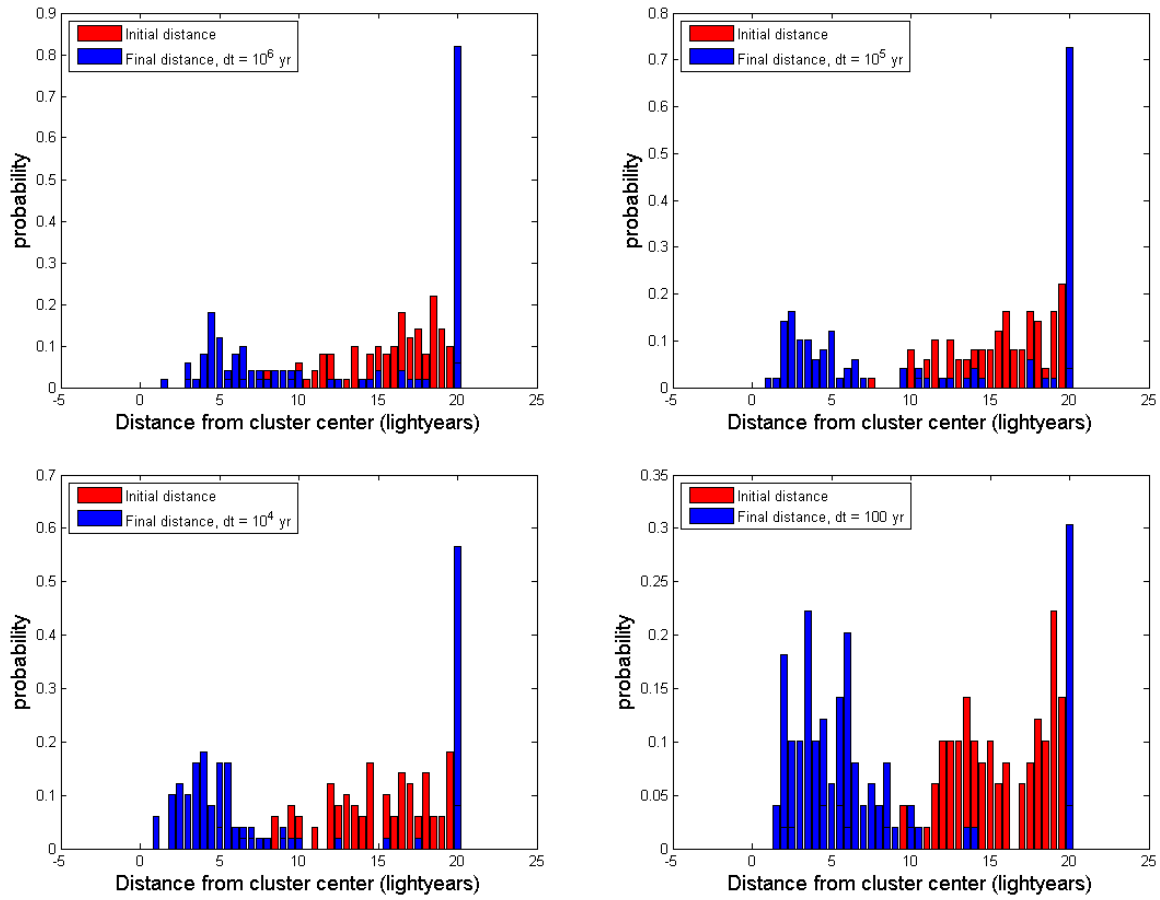 0.9
0.8
0.7
0.6
0.5
0.4
0.3
0.2
0.1
0
probability
Initial distance
Final distance, dt = 10^6 yr
-5 0 5 10 15 20 25
Distance from cluster center (lightyears)
0.8
0.7
0.6
0.5
0.4
0.3
0.2
0.1
0
probability
Initial distance
Final distance, dt = 10^5 yr
-5 0 5 10 15 20 25
Distance from cluster center (lightyears)
0.7
0.6
0.5
0.4
0.3
0.2
0.1
0
probability
Initial distance
Final distance, dt = 10^4 yr
-5 0 5 10 15 20 25
Distance from cluster center (lightyears)
0.35
0.3
0.25
0.2
0.15
0.1
0.05
0
probability
Initial distance
Final distance, dt = 100 yr
-5 0 5 10 15 20 25
Distance from cluster center (lightyears)